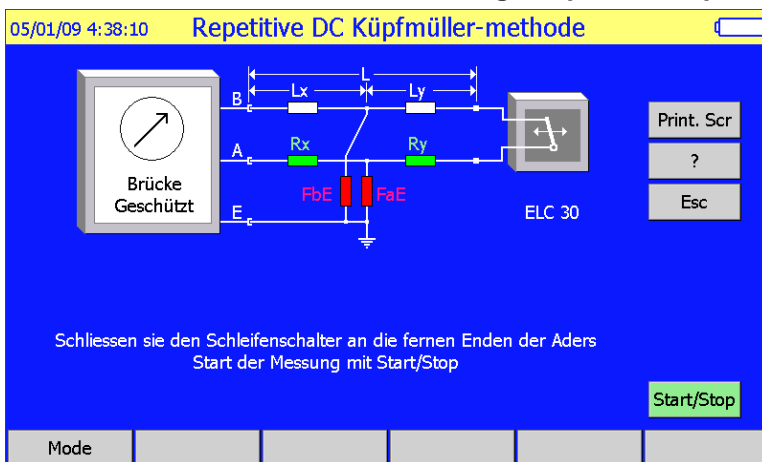 05/01/09 4:38:10 Repetitive DC Küpfmüller-methode
L
Lx Ly
B
Rx Ry
A
FbE FaE
E
Brücke
Geschützt
ELC 30
Print. Scr
?
Esc
Schliessen sie den Schleifenschalter an die fernen Enden der Aders
Start der Messung mit Start/Stop
Start/Stop
Mode